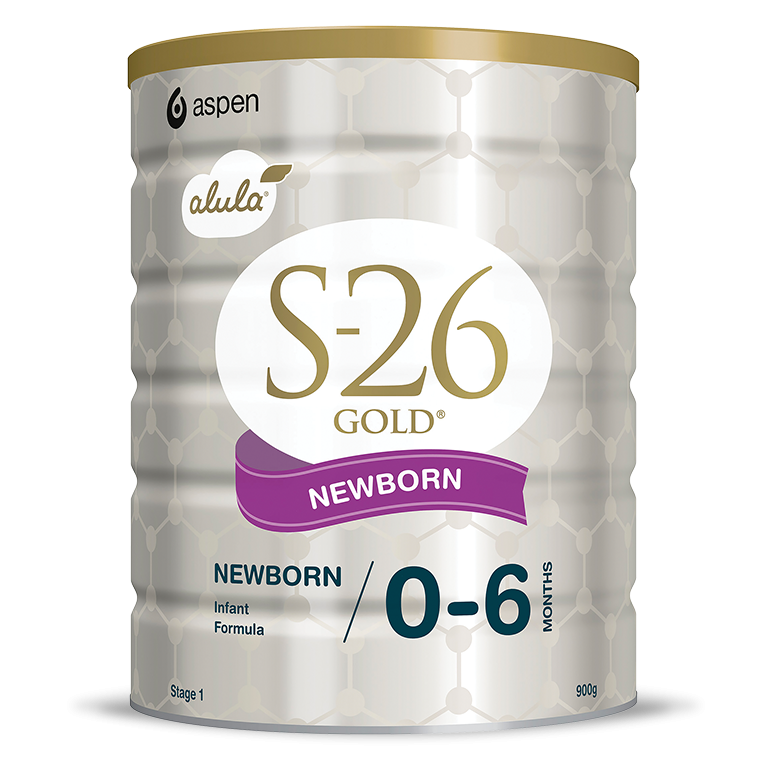 aspen
alula®
S-26
GOLD®
NEWBORN
NEWBORN
Infant
Formula
0-6
MONTHS
Stage 1
900g